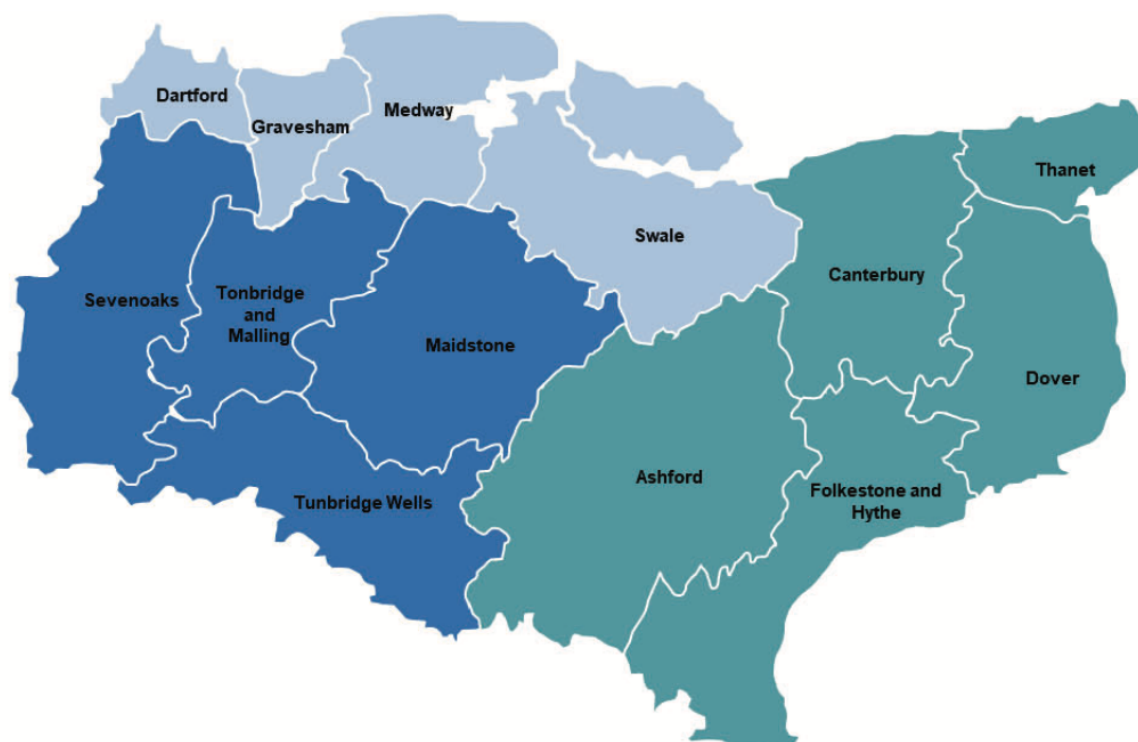 Dartford
Gravesham
Medway
Thanet
Swale
Canterbury
Sevenoaks
Tonbridge
and
Malling
Maidstone
Dover
Ashford
Tunbridge Wells
Folkestone and
Hythe